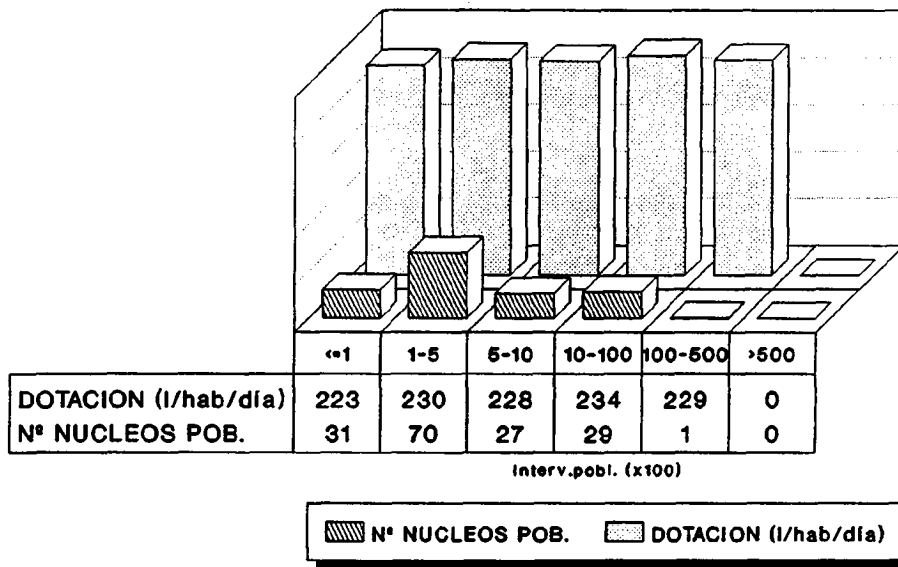 <=1 1-5 5-10 10-100 100-500 >500
DOTACION (l/hab/día) 223 230 228 234 229 0
Nº NUCLEOS POB. 31 70 27 29 1 0
Interv.pobl. (x100)
Nº NUCLEOS POB. DOTACION (l/hab/día)